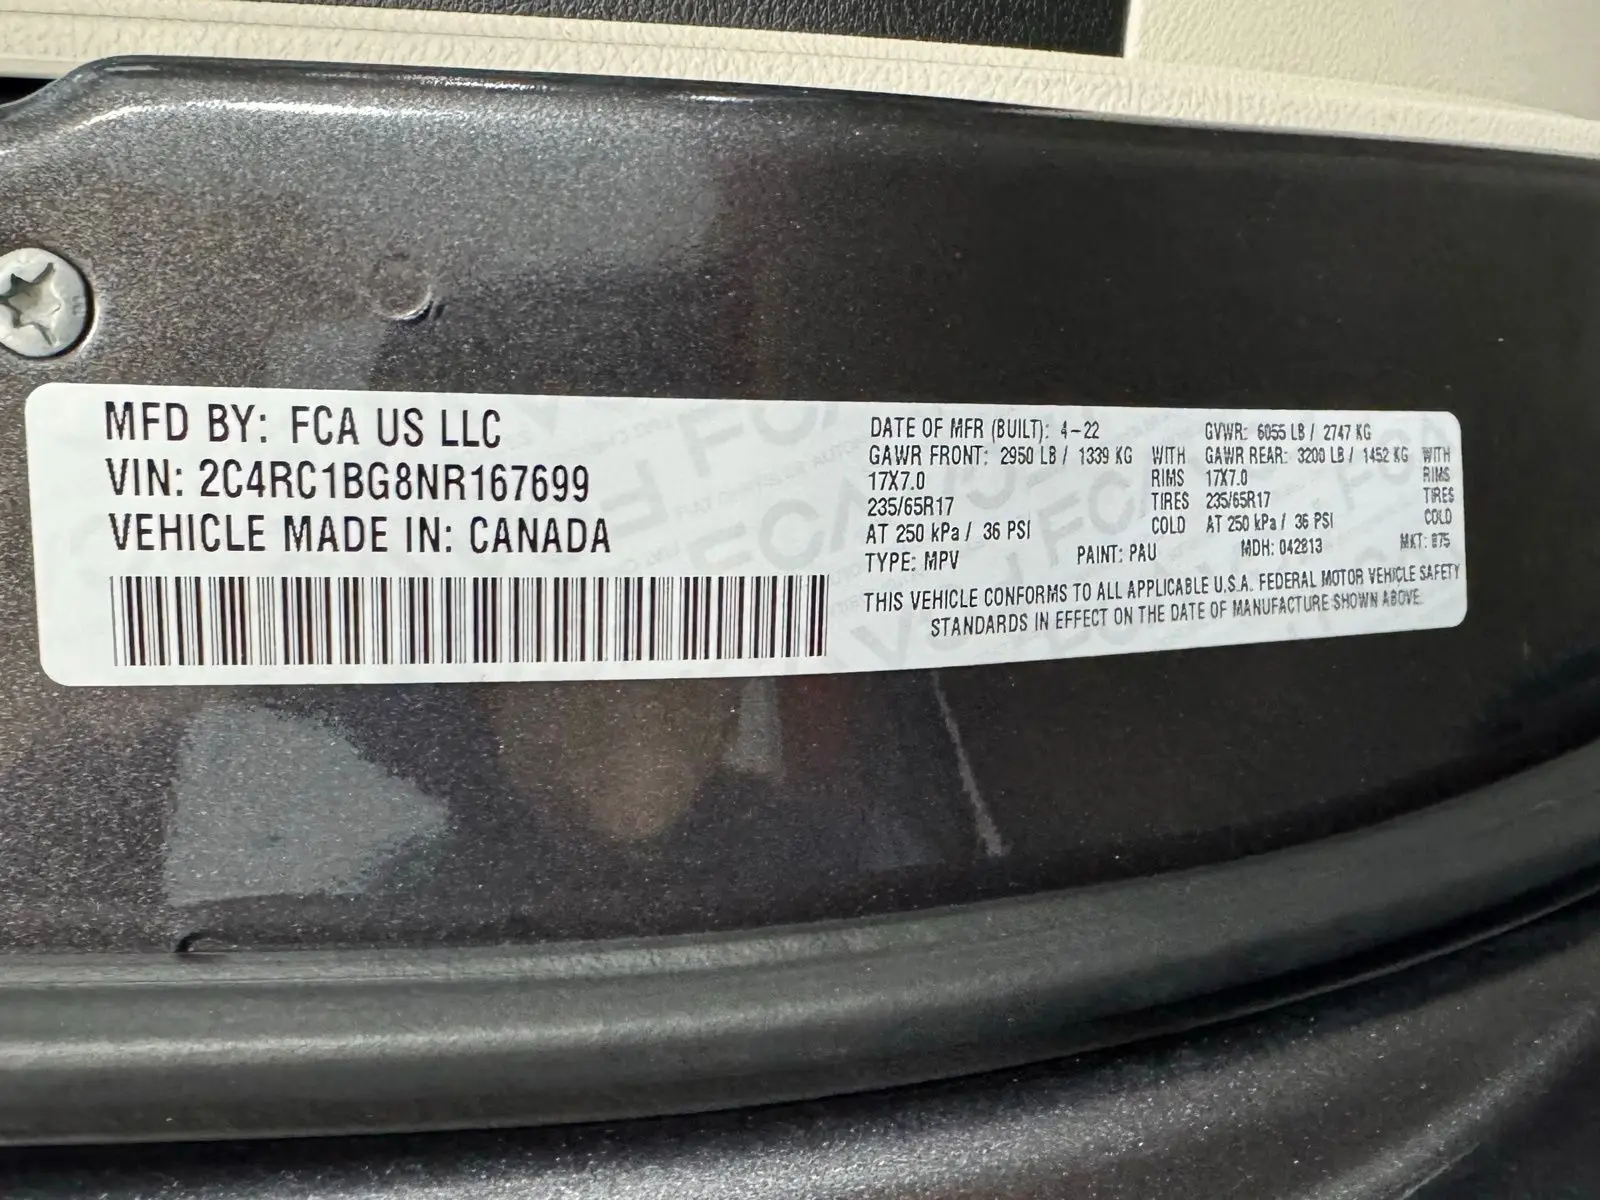 MFD BY: FCA US LLC
VIN: 2C4RC1BG8NR167699
VEHICLE MADE IN: CANADA
DATE OF MFR (BUILT): 4-22
GVWR: 6055 LB / 2747 KG
GAWR FRONT: 2950 LB / 1339 KG WITH
GAWR REAR: 3200 LB / 1452 KG WITH
17X7.0 RIMS
17X7.0 RIMS
235/65R17 TIRES
235/65R17 TIRES
AT 250 kPa / 36 PSI COLD
AT 250 kPa / 36 PSI COLD
TYPE: MPV PAINT: PAU MDH: 042813 MKT: 875
THIS VEHICLE CONFORMS TO ALL APPLICABLE U.S.A. FEDERAL MOTOR VEHICLE SAFETY
STANDARDS IN EFFECT ON THE DATE OF MANUFACTURE SHOWN ABOVE.